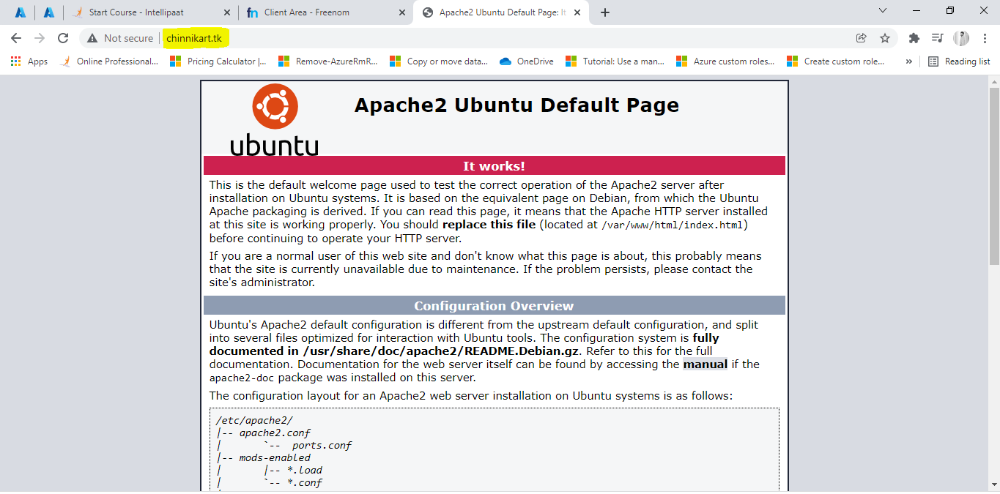 Start Course - Intellipaat
Client Area - Freenom
Apache2 Ubuntu Default Page: It
Not secure
chinnikart.tk
Apps
Online Professional...
Pricing Calculator |...
Remove-AzureRmR...
Copy or move data...
OneDrive
Tutorial: Use a man...
Azure custom roles...
Create custom role...
»
Reading list
ubuntu
Apache2 Ubuntu Default Page
It works!
This is the default welcome page used to test the correct operation of the Apache2 server after
installation on Ubuntu systems. It is based on the equivalent page on Debian, from which the Ubuntu
Apache packaging is derived. If you can read this page, it means that the Apache HTTP server installed
at this site is working properly. You should replace this file (located at /var/www/html/index.html)
before continuing to operate your HTTP server.
If you are a normal user of this web site and don't know what this page is about, this probably means
that the site is currently unavailable due to maintenance. If the problem persists, please contact the
site's administrator.
Configuration Overview
Ubuntu's Apache2 default configuration is different from the upstream default configuration, and split
into several files optimized for interaction with Ubuntu tools. The configuration system is fully
documented in /usr/share/doc/apache2/README.Debian.gz. Refer to this for the full
documentation. Documentation for the web server itself can be found by accessing the manual if the
apache2-doc package was installed on this server.
The configuration layout for an Apache2 web server installation on Ubuntu systems is as follows:
/etc/apache2/
|-- apache2.conf
|       `--  ports.conf
|-- mods-enabled
|       |-- *.load
|       `-- *.conf